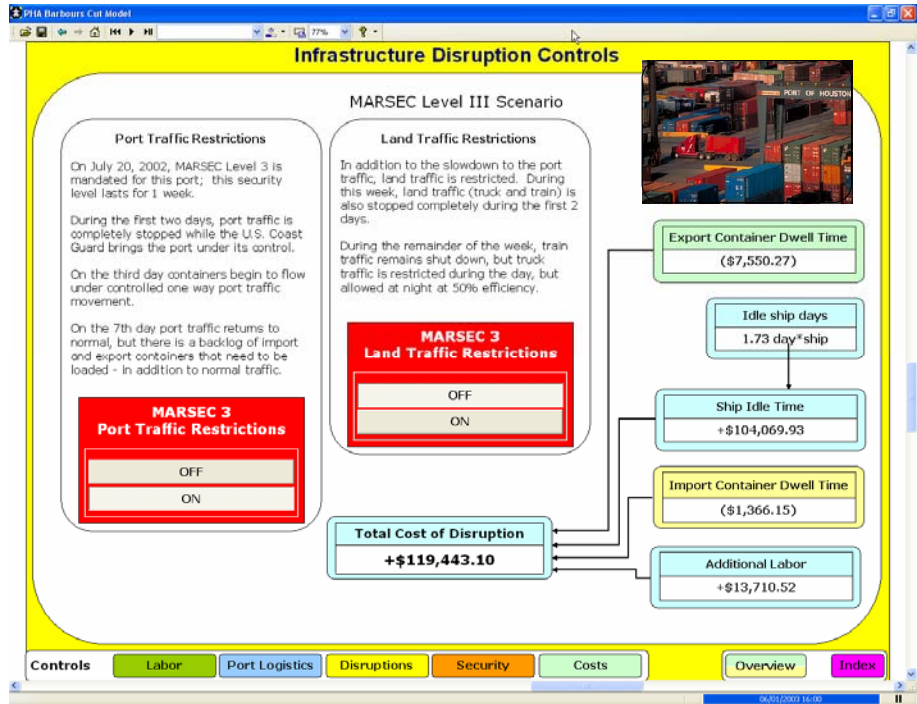 PHA Barbours Cut Model
77%
Infrastructure Disruption Controls
PORT OF HOUSTON
MARSEC Level III Scenario
Port Traffic Restrictions
On July 20, 2002, MARSEC Level 3 is
mandated for this port; this security
level lasts for 1 week.
During the first two days, port traffic is
completely stopped while the U.S. Coast
Guard brings the port under its control.
On the third day containers begin to flow
under controlled one way port traffic
movement.
On the 7th day port traffic returns to
normal, but there is a backlog of import
and export containers that need to be
loaded - in addition to normal traffic.
MARSEC 3
Port Traffic Restrictions
OFF
ON
Land Traffic Restrictions
In addition to the slowdown to the port
traffic, land traffic is restricted. During
this week, land traffic (truck and train) is
also stopped completely during the first 2
days.
During the remainder of the week, train
traffic remains shut down, but truck
traffic is restricted during the day, but
allowed at night at 50% efficiency.
MARSEC 3
Land Traffic Restrictions
OFF
ON
Export Container Dwell Time
($7,550.27)
Idle ship days
1.73 day*ship
Ship Idle Time
+$104,069.93
Import Container Dwell Time
($1,366.15)
Additional Labor
+$13,710.52
Total Cost of Disruption
+$119,443.10
Controls
Labor
Port Logistics
Disruptions
Security
Costs
Overview
Index
06/01/2003 16:00